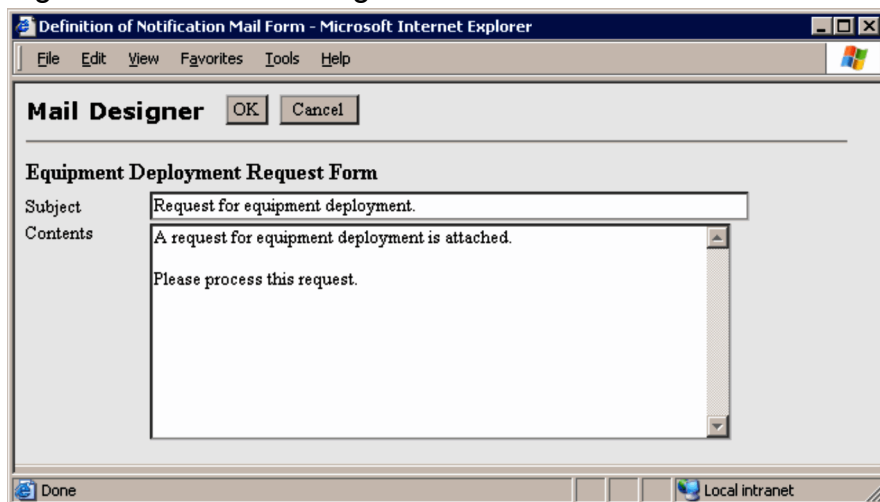 Definition of Notification Mail Form - Microsoft Internet Explorer
File Edit View Favorites Tools Help
Mail Designer OK Cancel
Equipment Deployment Request Form
Subject Request for equipment deployment.
Contents A request for equipment deployment is attached.
Please process this request.
Done Local intranet